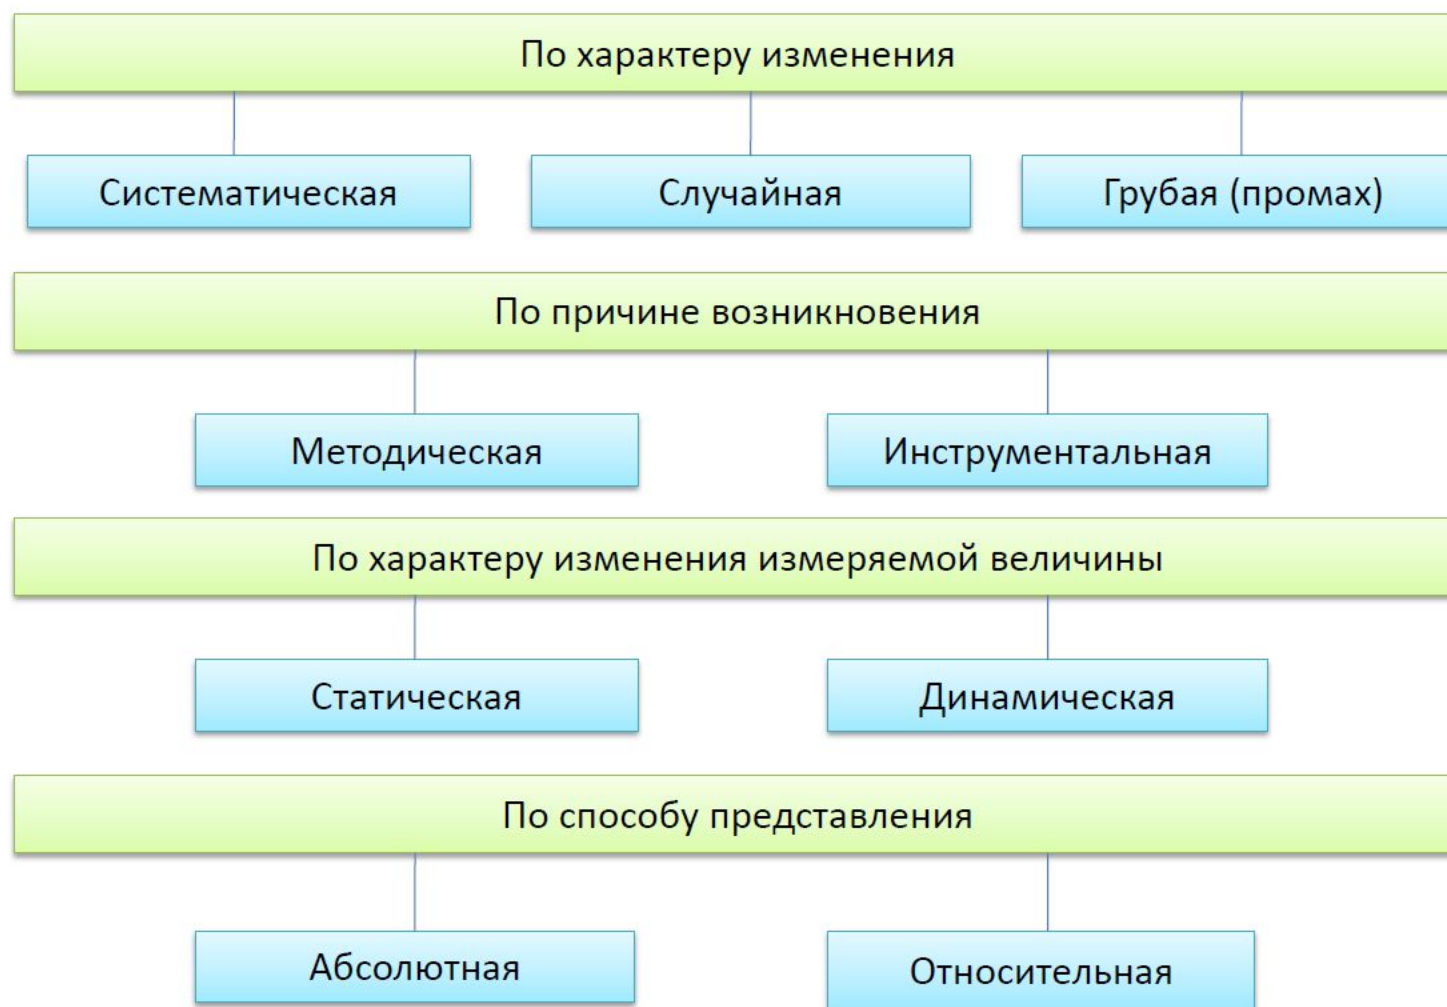 По характеру изменения
Систематическая
Случайная
Грубая (промах)
По причине возникновения
Методическая
Инструментальная
По характеру изменения измеряемой величины
Статическая
Динамическая
По способу представления
Абсолютная
Относительная